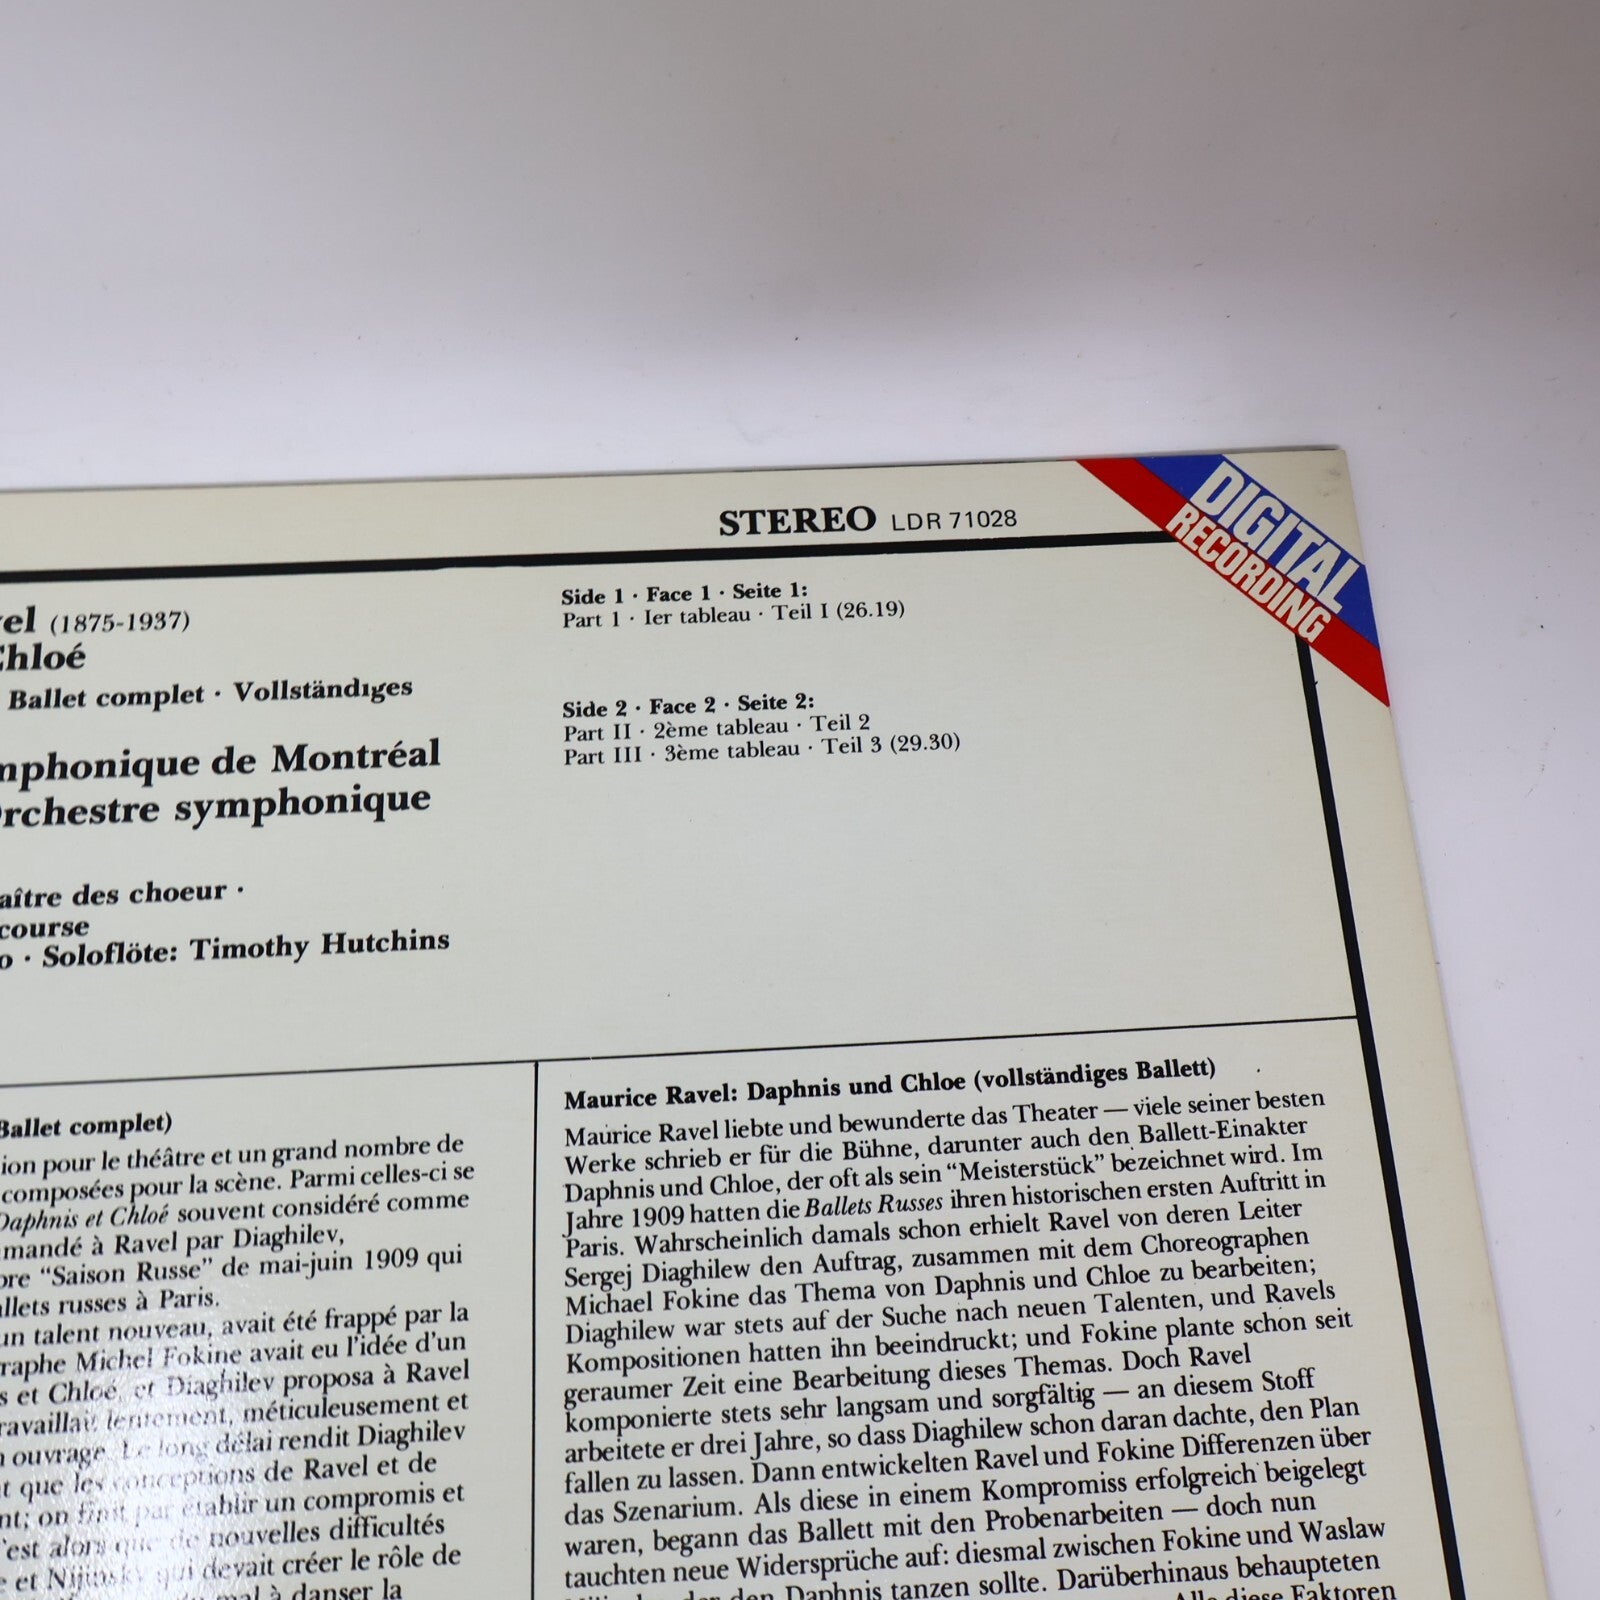 STEREO LDR 71028
DIGITAL
RECORDING
(1875-1937)
Chloé
Ballet complet · Vollständiges
de Montréal
Orchestre symphonique
des choeur ·
Soloflöte: Timothy Hutchins
Side 1 · Face 1 · Seite 1:
Part 1 · Ier tableau · Teil I (26.19)
Side 2 · Face 2 · Seite 2:
Part II · 2ème tableau · Teil 2
Part III · 3ème tableau · Teil 3 (29.30)
Ballet complet)
pour le théâtre et un grand nombre de
composées pour la scène. Parmi celles-ci se
Daphnis et Chloé souvent considéré comme
à Ravel par Diaghilev,
“Saison Russe” de mai-juin 1909 qui
russes à Paris.
un talent nouveau, avait été frappé par la
Michel Fokine avait eu l’idée d’un
et Chloé, et Diaghilev proposa à Ravel
lentement, méticuleusement et
ouvrage. Le long délai rendit Diaghilev
que les conceptions de Ravel et de
on finit par établir un compromis et
alors que de nouvelles difficultés
et Nijinsky qui devait créer le rôle de
à danser la
Maurice Ravel: Daphnis und Chloe (vollständiges Ballett)
Maurice Ravel liebte und bewunderte das Theater — viele seiner besten
Werke schrieb er für die Bühne, darunter auch den Ballett-Einakter
Daphnis und Chloe, der oft als sein “Meisterstück” bezeichnet wird. Im
Jahre 1909 hatten die Ballets Russes ihren historischen ersten Auftritt in
Paris. Wahrscheinlich damals schon erhielt Ravel von deren Leiter
Sergej Diaghilew den Auftrag, zusammen mit dem Choreographen
Michael Fokine das Thema von Daphnis und Chloe zu bearbeiten;
Diaghilew war stets auf der Suche nach neuen Talenten, und Ravels
Kompositionen hatten ihn beeindruckt; und Fokine plante schon seit
geraumer Zeit eine Bearbeitung dieses Themas. Doch Ravel
komponierte stets sehr langsam und sorgfältig — an diesem Stoff
arbeitete er drei Jahre, so dass Diaghilew schon daran dachte, den Plan
fallen zu lassen. Dann entwickelten Ravel und Fokine Differenzen über
das Szenarium. Als diese in einem Kompromiss erfolgreich beigelegt
waren, begann das Ballett mit den Probenarbeiten — doch nun
tauchten neue Widersprüche auf: diesmal zwischen Fokine und Waslaw
den Daphnis tanzen sollte. Darüberhinaus behaupteten
Alle diese Faktoren